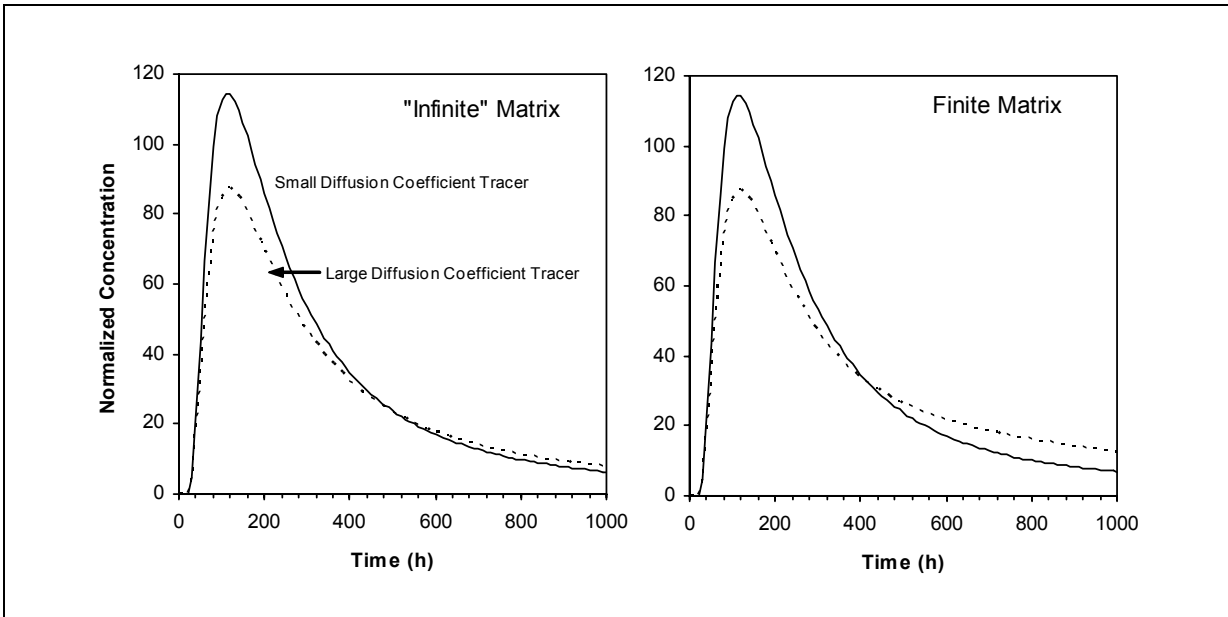 "Infinite" Matrix
Small Diffusion Coefficient Tracer
Large Diffusion Coefficient Tracer
Normalized Concentration
120
100
80
60
40
20
0
0 200 400 600 800 1000
Time (h)
Finite Matrix
120
100
80
60
40
20
0
0 200 400 600 800 1000
Time (h)